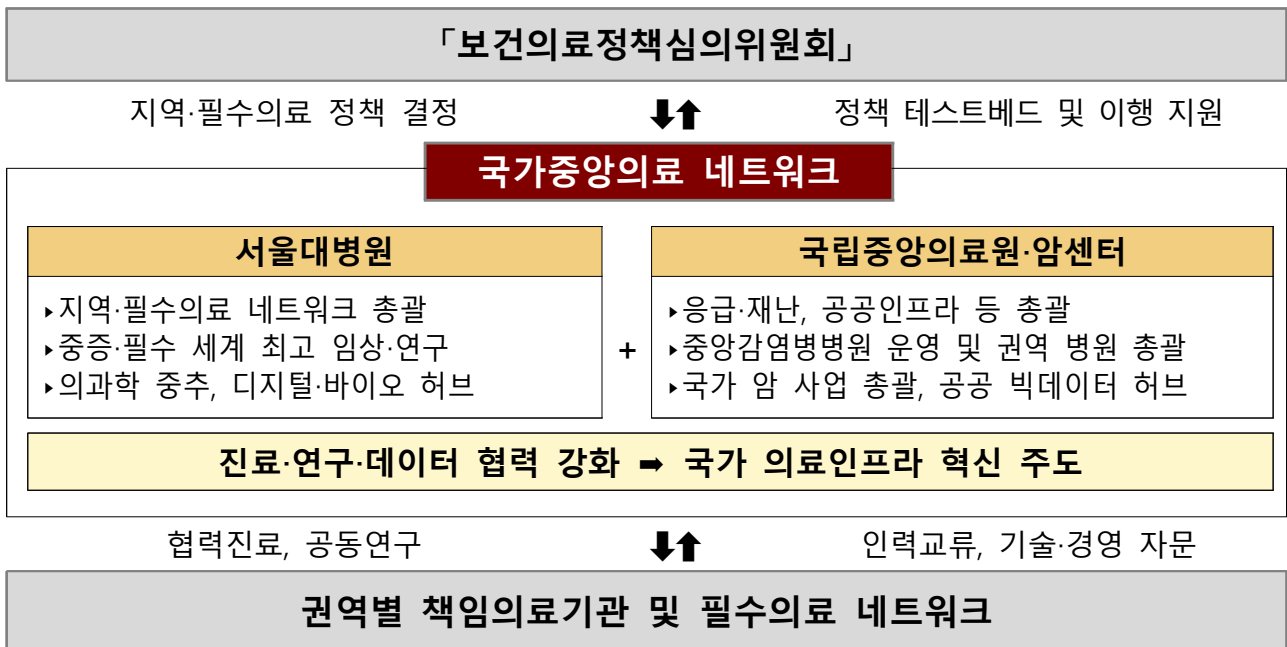 「보건의료정책심의위원회」
지역·필수의료 정책 결정 ⬇⬆ 정책 테스트베드 및 이행 지원
국가중앙의료 네트워크
서울대병원
▸지역·필수의료 네트워크 총괄
▸중증·필수 세계 최고 임상·연구
▸의과학 중추, 디지털·바이오 허브
+
국립중앙의료원·암센터
▸응급·재난, 공공인프라 등 총괄
▸중앙감염병병원 운영 및 권역 병원 총괄
▸국가 암 사업 총괄, 공공 빅데이터 허브
진료·연구·데이터 협력 강화 ➡ 국가 의료인프라 혁신 주도
협력진료, 공동연구 ⬇⬆ 인력교류, 기술·경영 자문
권역별 책임의료기관 및 필수의료 네트워크